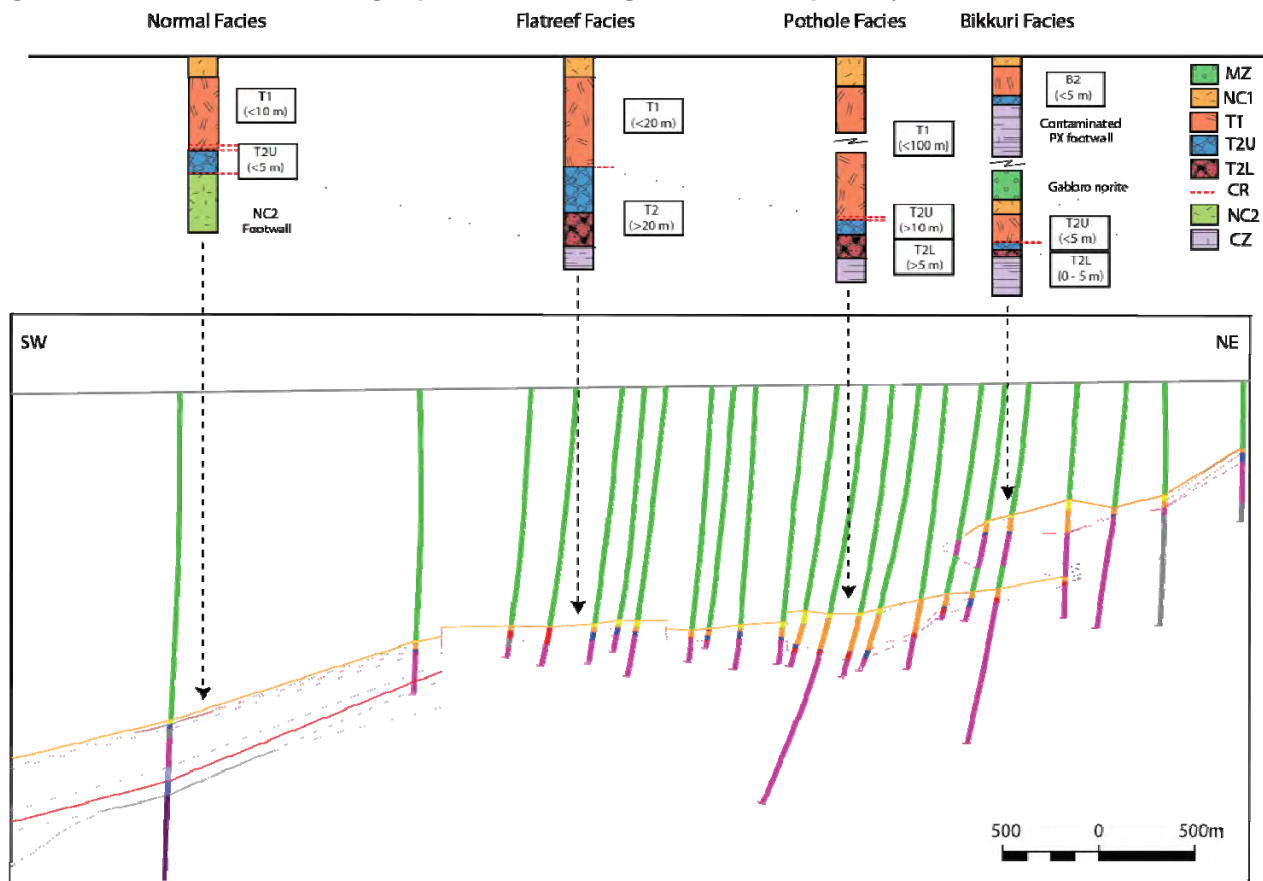 Normal Facies
Flatreef Facies
Pothole Facies
Bikkuri Facies
T1
(<10 m)
T2U
(<5 m)
NC2
Footwall
T1
(<20 m)
T2
(>20 m)
T1
(<100 m)
T2U
(>10 m)
T2L
(>5 m)
B2
(<5 m)
Contaminated
PX footwall
Gabbro norite
T2U
(<5 m)
T2L
(0 - 5 m)
MZ
NC1
T1
T2U
T2L
CR
NC2
CZ
SW
NE
500 0 500m